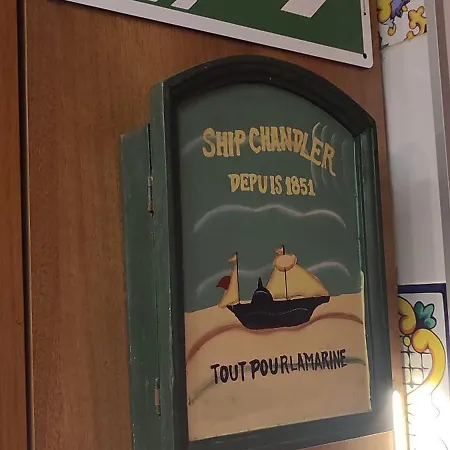 SHIP CHANDLER
DEPUIS 1851
TOUT POUR LA MARINE